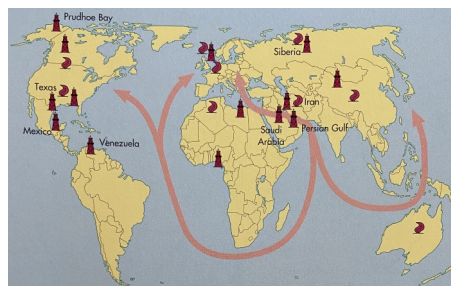 Prudhoe Bay
Siberia
Texas
Iran
Mexico
Saudi
Arabia
Persian Gulf
Venezuela